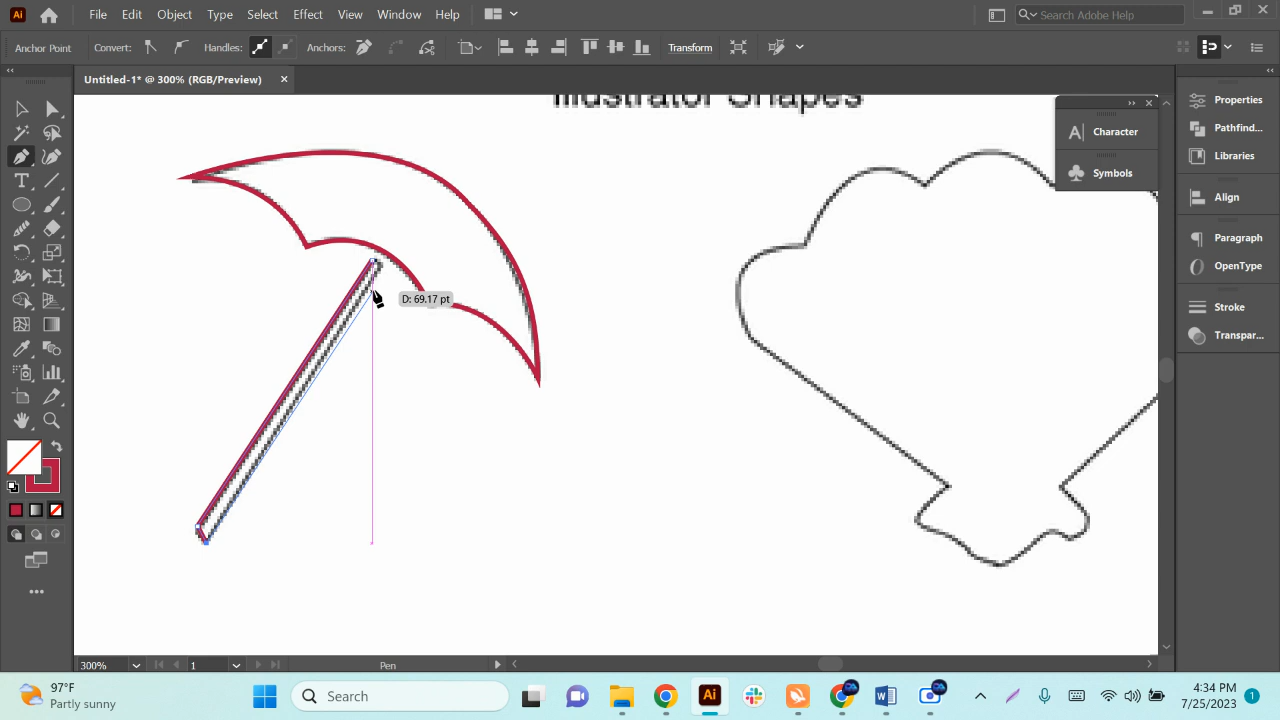 Ai File Edit Object Type Select Effect View Window Help Search Adobe Help
Anchor Point Convert: Handles: Anchors: Transform
Untitled-1* @ 300% (RGB/Preview)
Illustrator Shapes
Character
Symbols
Properties
Pathfind...
Libraries
Align
Paragraph
OpenType
Stroke
Transpar...
D: 69.17 pt
300% 1 Pen
97°F
Partly sunny
Search
Ai
4:34 PM
7/25/2023
1